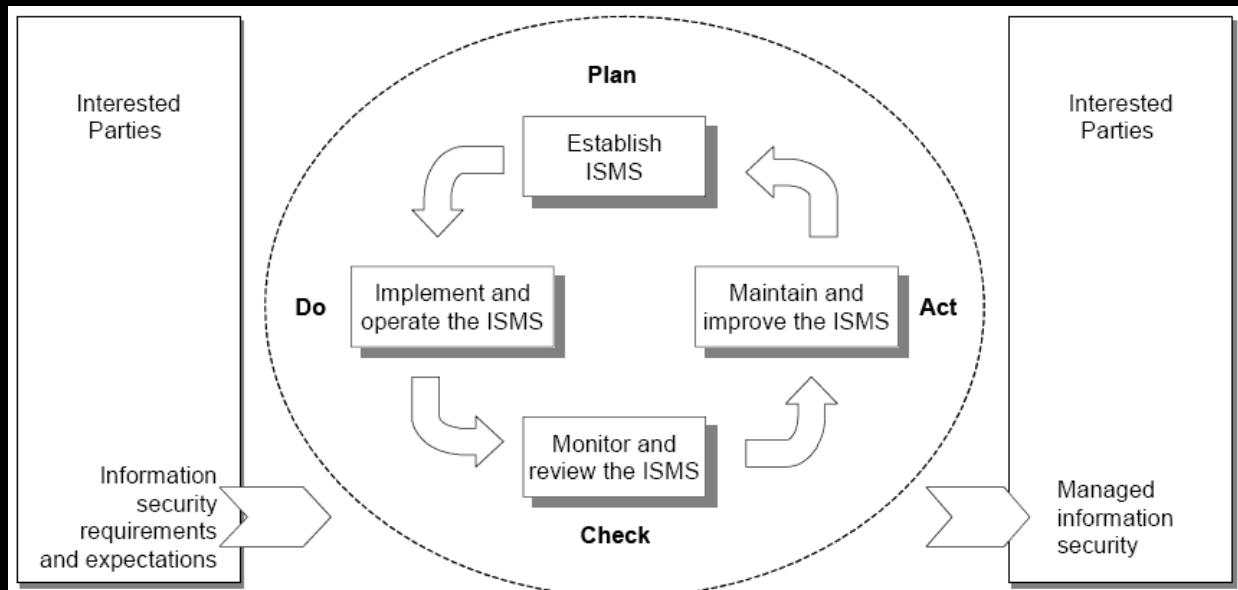 Interested
Parties
Information
security
requirements
and expectations
Plan
Establish
ISMS
Do
Implement and
operate the ISMS
Maintain and
improve the ISMS
Act
Monitor and
review the ISMS
Check
Interested
Parties
Managed
information
security